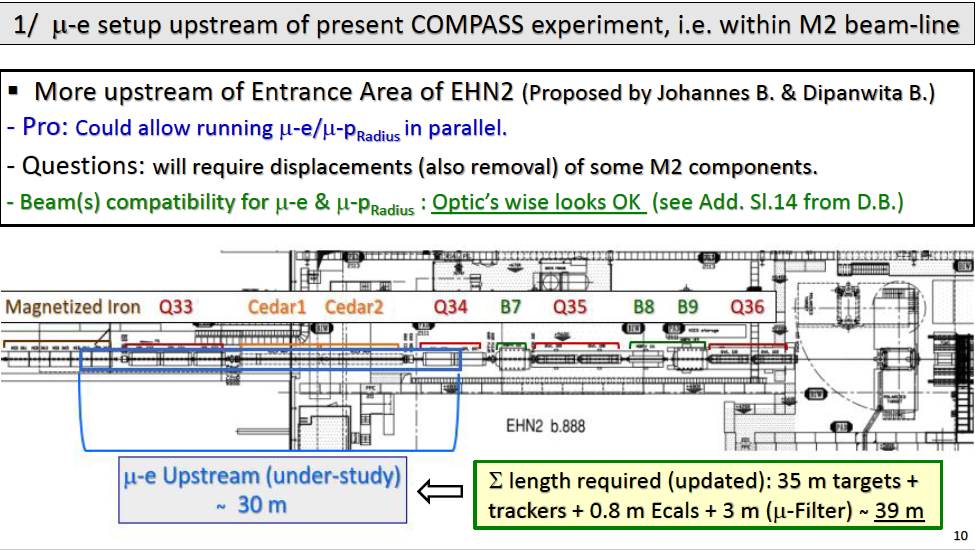 1/ μ-e setup upstream of present COMPASS experiment, i.e. within M2 beam-line
▪ More upstream of Entrance Area of EHN2 (Proposed by Johannes B. & Dipanwita B.)
- Pro: Could allow running μ-e/μ-pRadius in parallel.
- Questions: will require displacements (also removal) of some M2 components.
- Beam(s) compatibility for μ-e & μ-pRadius : Optic's wise looks OK (see Add. Sl.14 from D.B.)
Magnetized Iron Q33 Cedar1 Cedar2 Q34 B7 Q35 B8 B9 Q36
PPC
POLARISED
TARGET
EHN2 b.888
μ-e Upstream (under-study)
~ 30 m
Σ length required (updated): 35 m targets +
trackers + 0.8 m Ecals + 3 m (μ-Filter) ~ 39 m
10